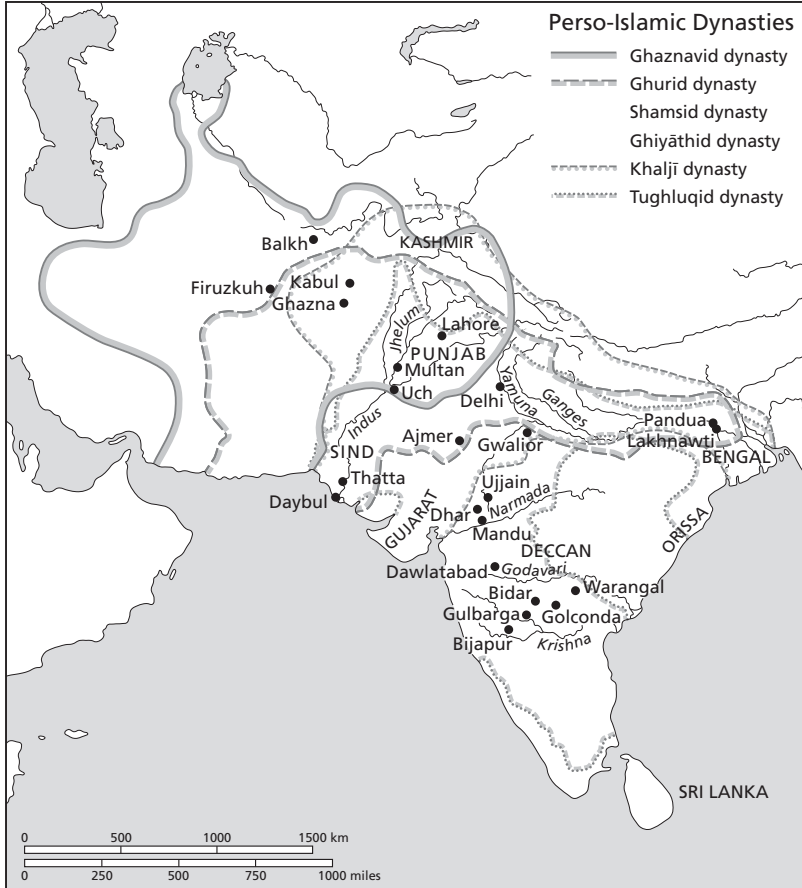 Perso-Islamic Dynasties
Ghaznavid dynasty
Ghurid dynasty
Shamsid dynasty
Ghiyāthid dynasty
Khaljī dynasty
Tughluqid dynasty
Balkh
KASHMIR
Firuzkuh
Kabul
Ghazna
Jhelum
Lahore
PUNJAB
Multan
Uch
Delhi
Yamuna
Ganges
Indus
Ajmer
Gwalior
Pandua
Lakhnawti
BENGAL
SIND
Thatta
Daybul
Ujjain
Narmada
Dhar
Mandu
GUJARAT
ORISSA
DECCAN
Dawlatabad
Godavari
Warangal
Bidar
Gulbarga
Golconda
Bijapur
Krishna
SRI LANKA
0 500 1000 1500 km
0 250 500 750 1000 miles